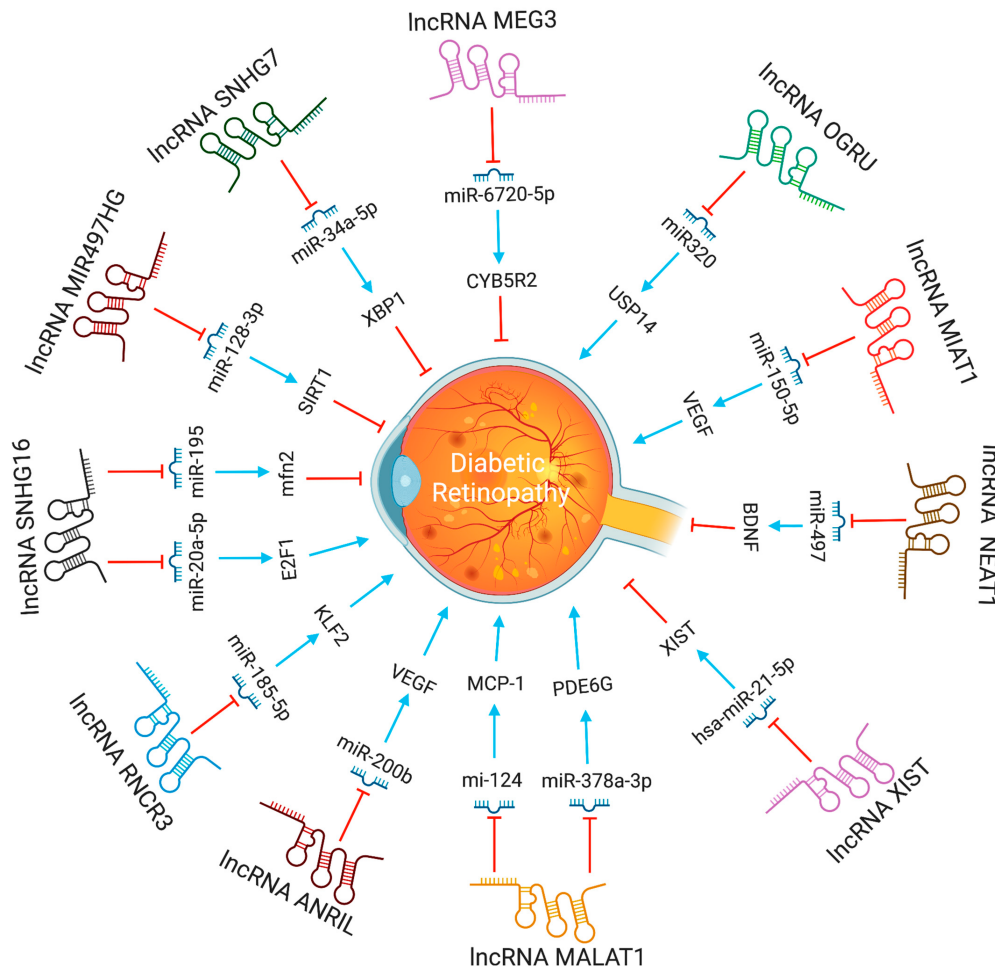 lncRNA MEG3
miR-6720-5p
CYB5R2
lncRNA OGRU
miR320
USP14
lncRNA MIAT1
miR-150-5p
VEGF
lncRNA NEAT1
miR-497
BDNF
lncRNA XIST
hsa-miR-21-5p
XIST
lncRNA MALAT1
miR-378a-3p
PDE6G
mi-124
MCP-1
lncRNA ANRIL
miR-200b
VEGF
lncRNA RNCR3
miR-185-5p
KLF2
lncRNA SNHG16
miR-20a-5p
E2F1
miR-195
mfn2
lncRNA MIR497HG
miR-128-3p
SIRT1
lncRNA SNHG7
miR-34a-5p
XBP1
Diabetic
Retinopathy